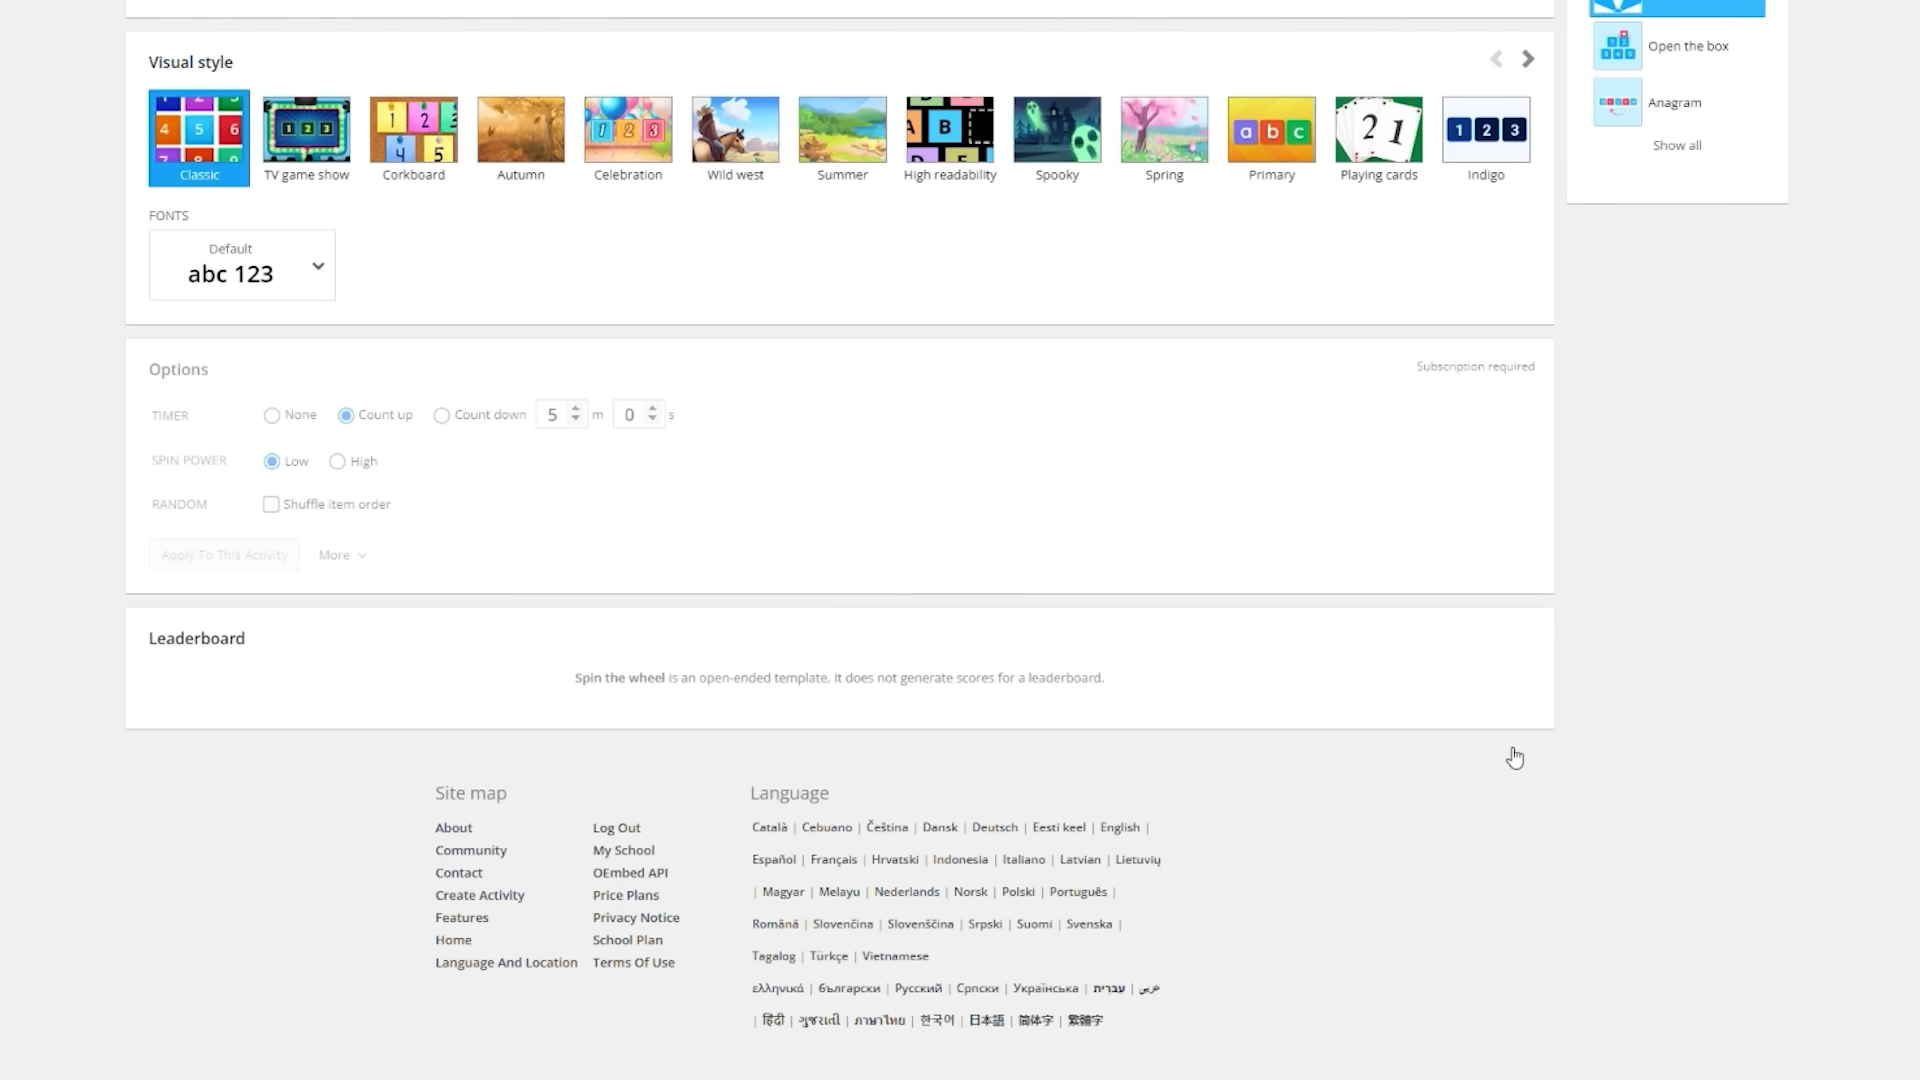 Visual style
Classic
TV game show
Corkboard
Autumn
Celebration
Wild west
Summer
High readability
Spooky
Spring
Primary
Playing cards
Indigo
FONTS
Default
abc 123
Options
Subscription required
TIMER None Count up Count down 5 m 0 s
SPIN POWER Low High
RANDOM Shuffle item order
Apply To This Activity More
Leaderboard
Spin the wheel is an open-ended template. It does not generate scores for a leaderboard.
Open the box
Anagram
Show all
Site map
About
Community
Contact
Create Activity
Features
Home
Language And Location
Log Out
My School
OEmbed API
Price Plans
Privacy Notice
School Plan
Terms Of Use
Language
Català | Cebuano | Čeština | Dansk | Deutsch | Eesti keel | English |
Español | Français | Hrvatski | Indonesia | Italiano | Latvian | Lietuvių
| Magyar | Melayu | Nederlands | Norsk | Polski | Português |
Română | Slovenčina | Slovenščina | Srpski | Suomi | Svenska |
Tagalog | Türkçe | Vietnamese
ελληνικά | български | Русский | Српски | Українська | עברית | عربى
| हिंदी | ગુજરાતી | ภาษาไทย | 한국어 | 日本語 | 简体字 | 繁體字